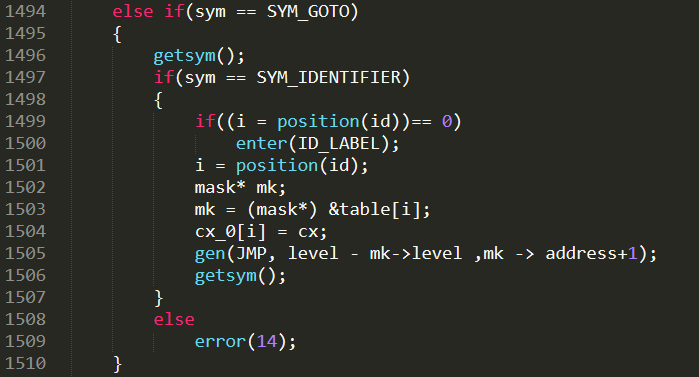 1494 else if(sym == SYM_GOTO)
1495 {
1496 getsym();
1497 if(sym == SYM_IDENTIFIER)
1498 {
1499 if((i = position(id))== 0)
1500 enter(ID_LABEL);
1501 i = position(id);
1502 mask* mk;
1503 mk = (mask*) &table[i];
1504 cx_0[i] = cx;
1505 gen(JMP, level - mk->level ,mk -> address+1);
1506 getsym();
1507 }
1508 else
1509 error(14);
1510 }